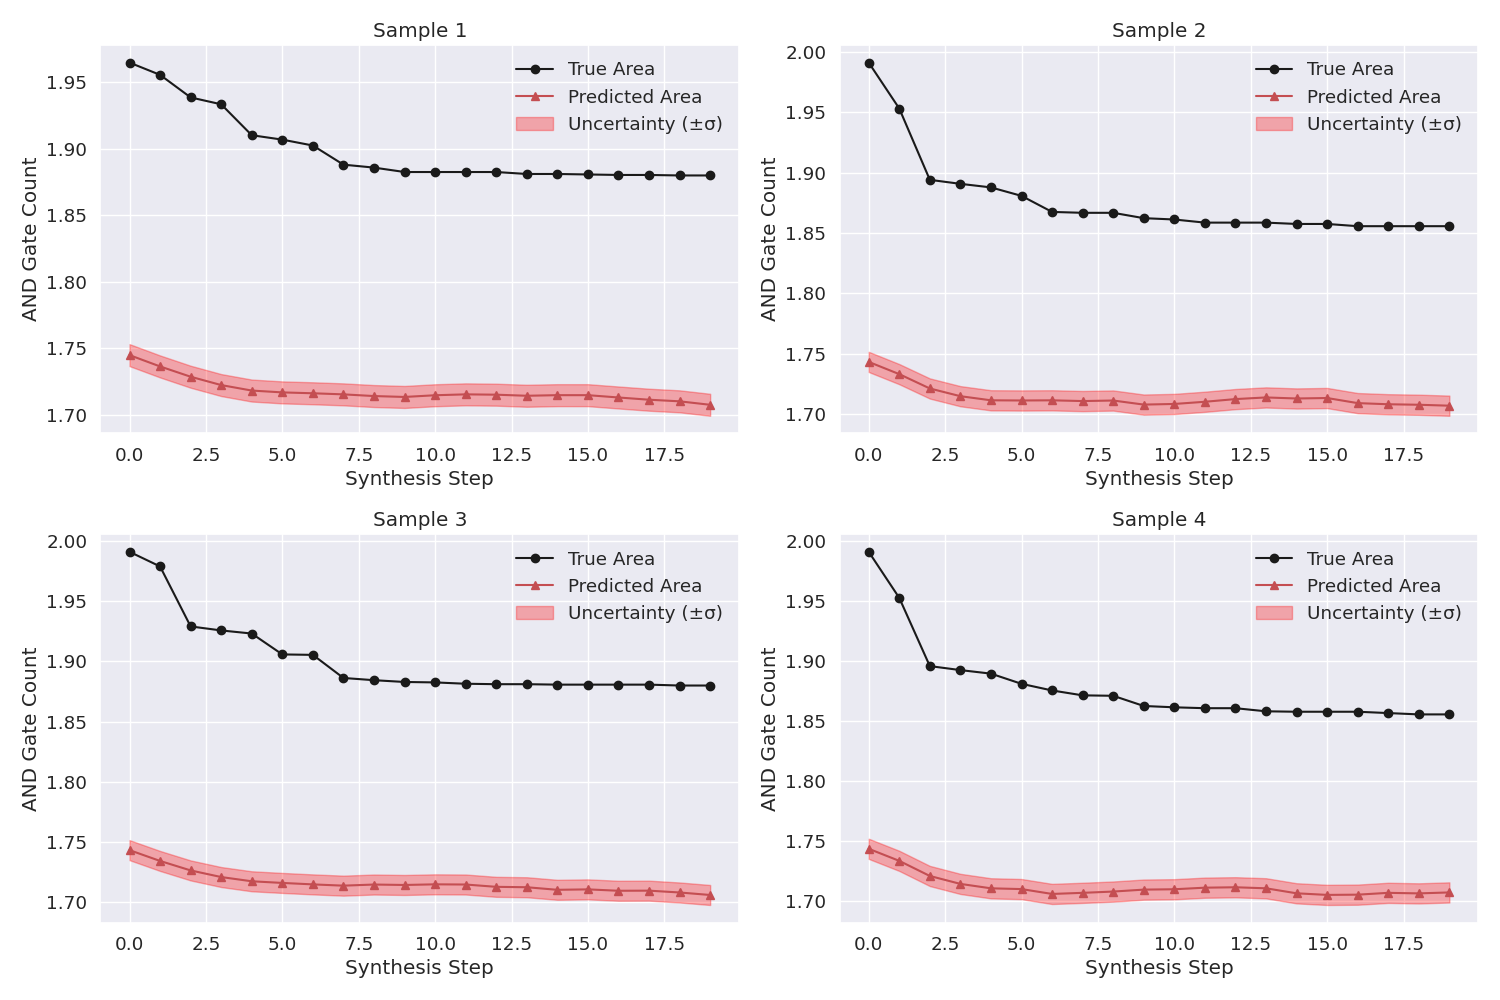 Sample 1
AND Gate Count
1.95
1.90
1.85
1.80
1.75
1.70
True Area
Predicted Area
Uncertainty (±σ)
0.0 2.5 5.0 7.5 10.0 12.5 15.0 17.5
Synthesis Step
Sample 2
AND Gate Count
2.00
1.95
1.90
1.85
1.80
1.75
1.70
True Area
Predicted Area
Uncertainty (±σ)
0.0 2.5 5.0 7.5 10.0 12.5 15.0 17.5
Synthesis Step
Sample 3
AND Gate Count
2.00
1.95
1.90
1.85
1.80
1.75
1.70
True Area
Predicted Area
Uncertainty (±σ)
0.0 2.5 5.0 7.5 10.0 12.5 15.0 17.5
Synthesis Step
Sample 4
AND Gate Count
2.00
1.95
1.90
1.85
1.80
1.75
1.70
True Area
Predicted Area
Uncertainty (±σ)
0.0 2.5 5.0 7.5 10.0 12.5 15.0 17.5
Synthesis Step